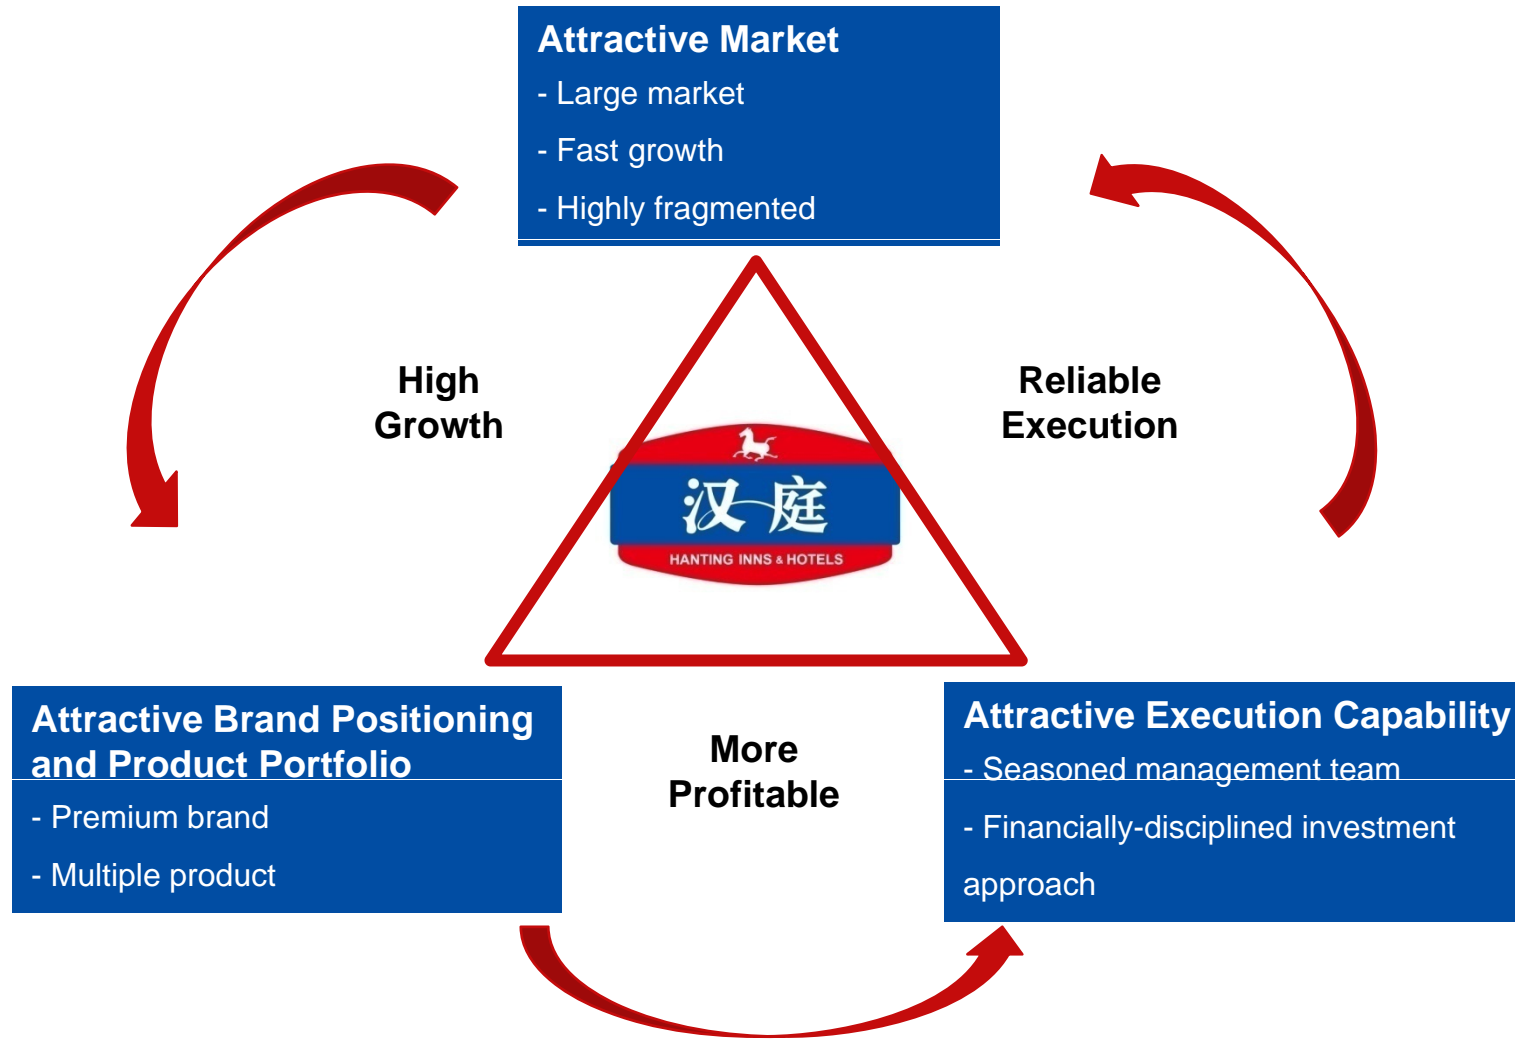 Attractive Market
- Large market
- Fast growth
- Highly fragmented
High
Growth
Reliable
Execution
汉庭
HANTING INNS & HOTELS
Attractive Brand Positioning
and Product Portfolio
- Premium brand
- Multiple product
More
Profitable
Attractive Execution Capability
- Seasoned management team
- Financially-disciplined investment
approach